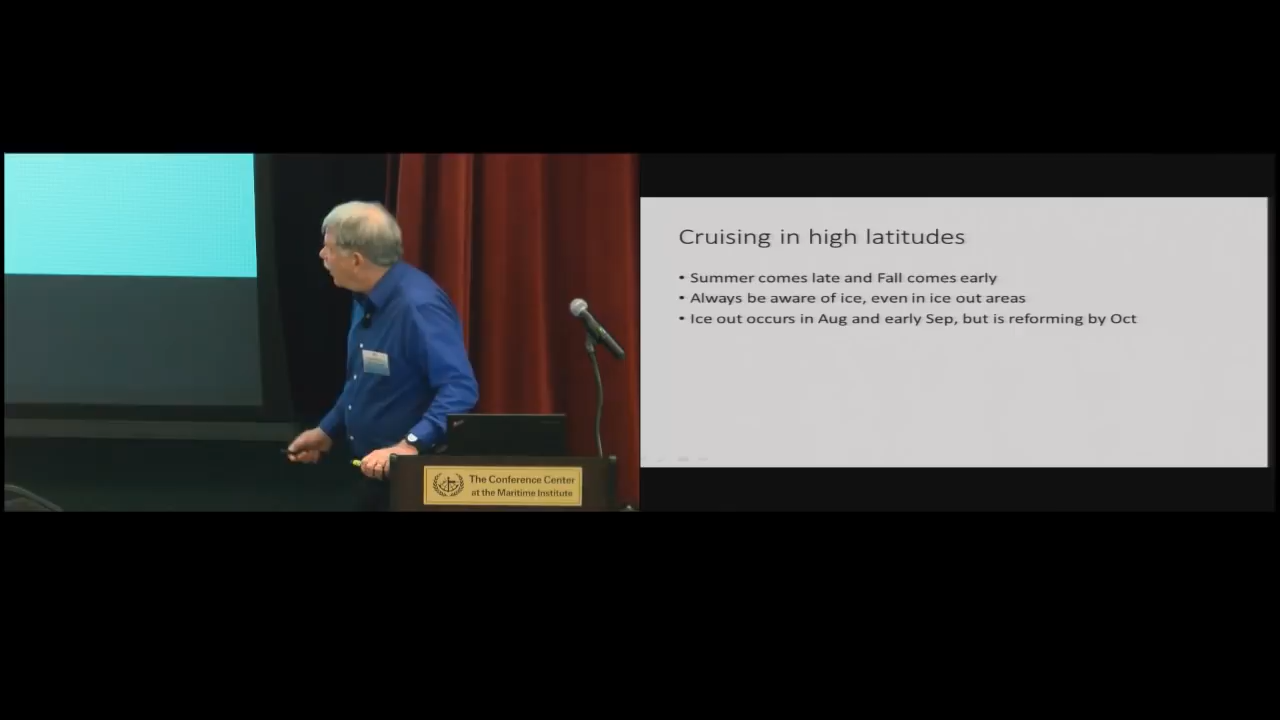 The Conference Center
at the Maritime Institute
Cruising in high latitudes
• Summer comes late and Fall comes early
• Always be aware of ice, even in ice out areas
• Ice out occurs in Aug and early Sep, but is reforming by Oct